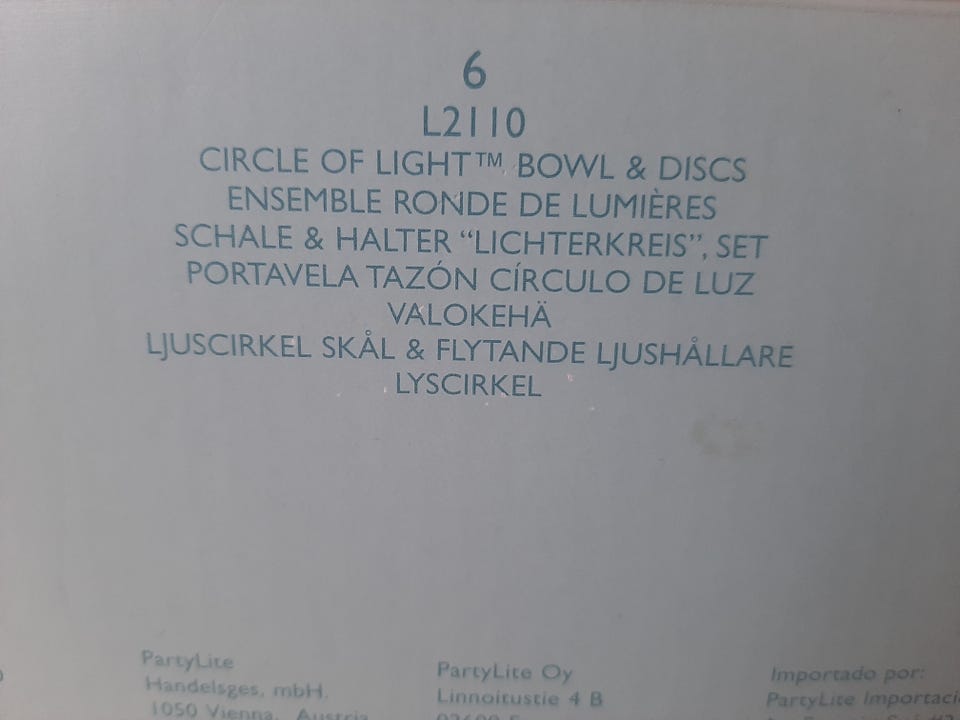 6
L2110
CIRCLE OF LIGHT™ BOWL & DISCS
ENSEMBLE RONDE DE LUMIÈRES
SCHALE & HALTER “LICHTERKREIS”, SET
PORTAVELA TAZÓN CÍRCULO DE LUZ
VALOKEHÄ
LJUSCIRKEL SKÅL & FLYTANDE LJUSHÅLLARE
LYSCIRKEL
PartyLite
Handelsges, mbH.
1050 Vienna, Austria
PartyLite Oy
Linnoitustie 4 B
Importado por:
PartyLite